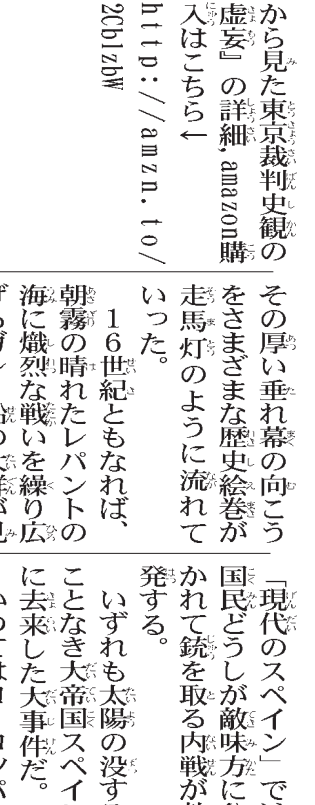 から見た東京裁判史観の
虚妄』の詳細,amazon購
入はこちら↓
http://amzn.to/
2CblzbW
その厚い垂れ幕の向こう
をさまざまな歴史絵巻が
走馬灯のように流れて
いった。
16世紀ともなれば、
朝霧の晴れたレパントの
海に熾烈な戦いを繰り広
「現代のスペイン」で
国民どうしが敵味方に
かれて銃を取る内戦が
発する。
いずれも太陽の没す
ことなき大帝国スペイ
に去来した大事件だ。